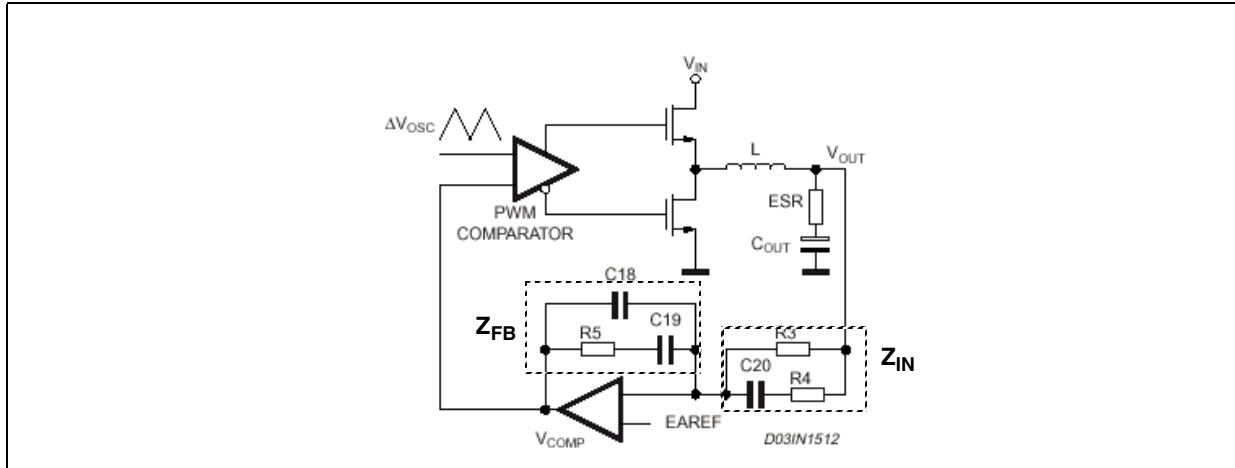 V_IN
ΔV_OSC
L
V_OUT
ESR
PWM
COMPARATOR
C_OUT
C18
Z_FB
R5
C19
R3
Z_IN
C20
R4
EAREF
V_COMP
D03IN1512